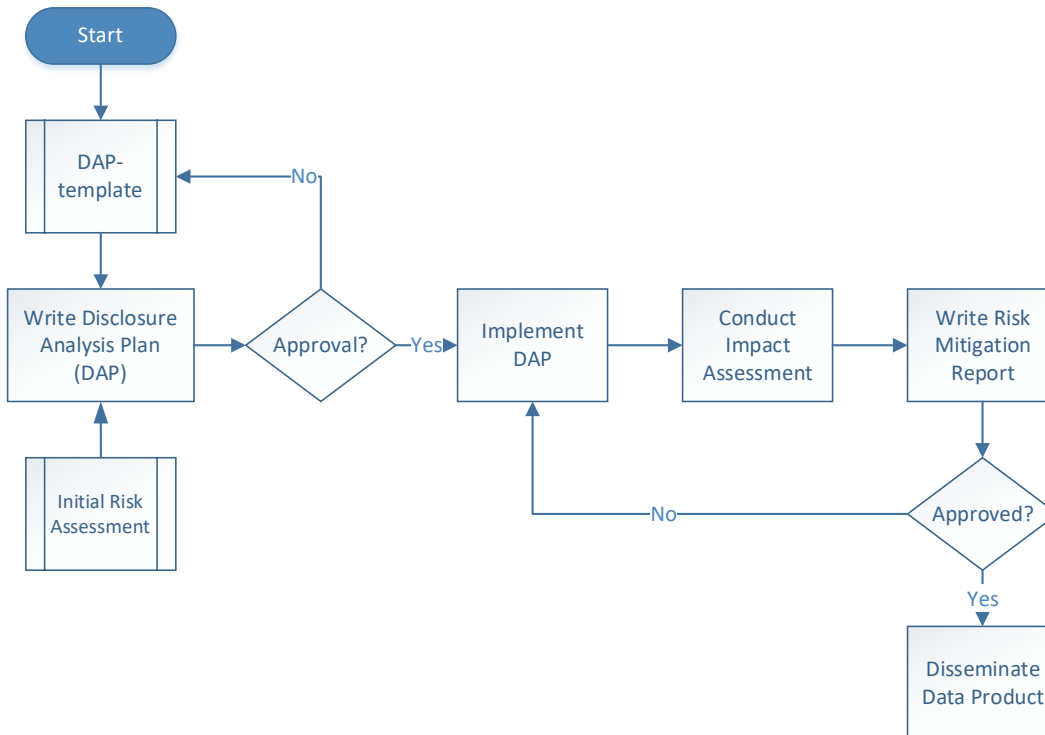 Start
DAP-
template
No
Write Disclosure
Analysis Plan
(DAP)
Approval?
Yes
Implement
DAP
Conduct
Impact
Assessment
Write Risk
Mitigation
Report
Initial Risk
Assessment
No
Approved?
Yes
Disseminate
Data Product